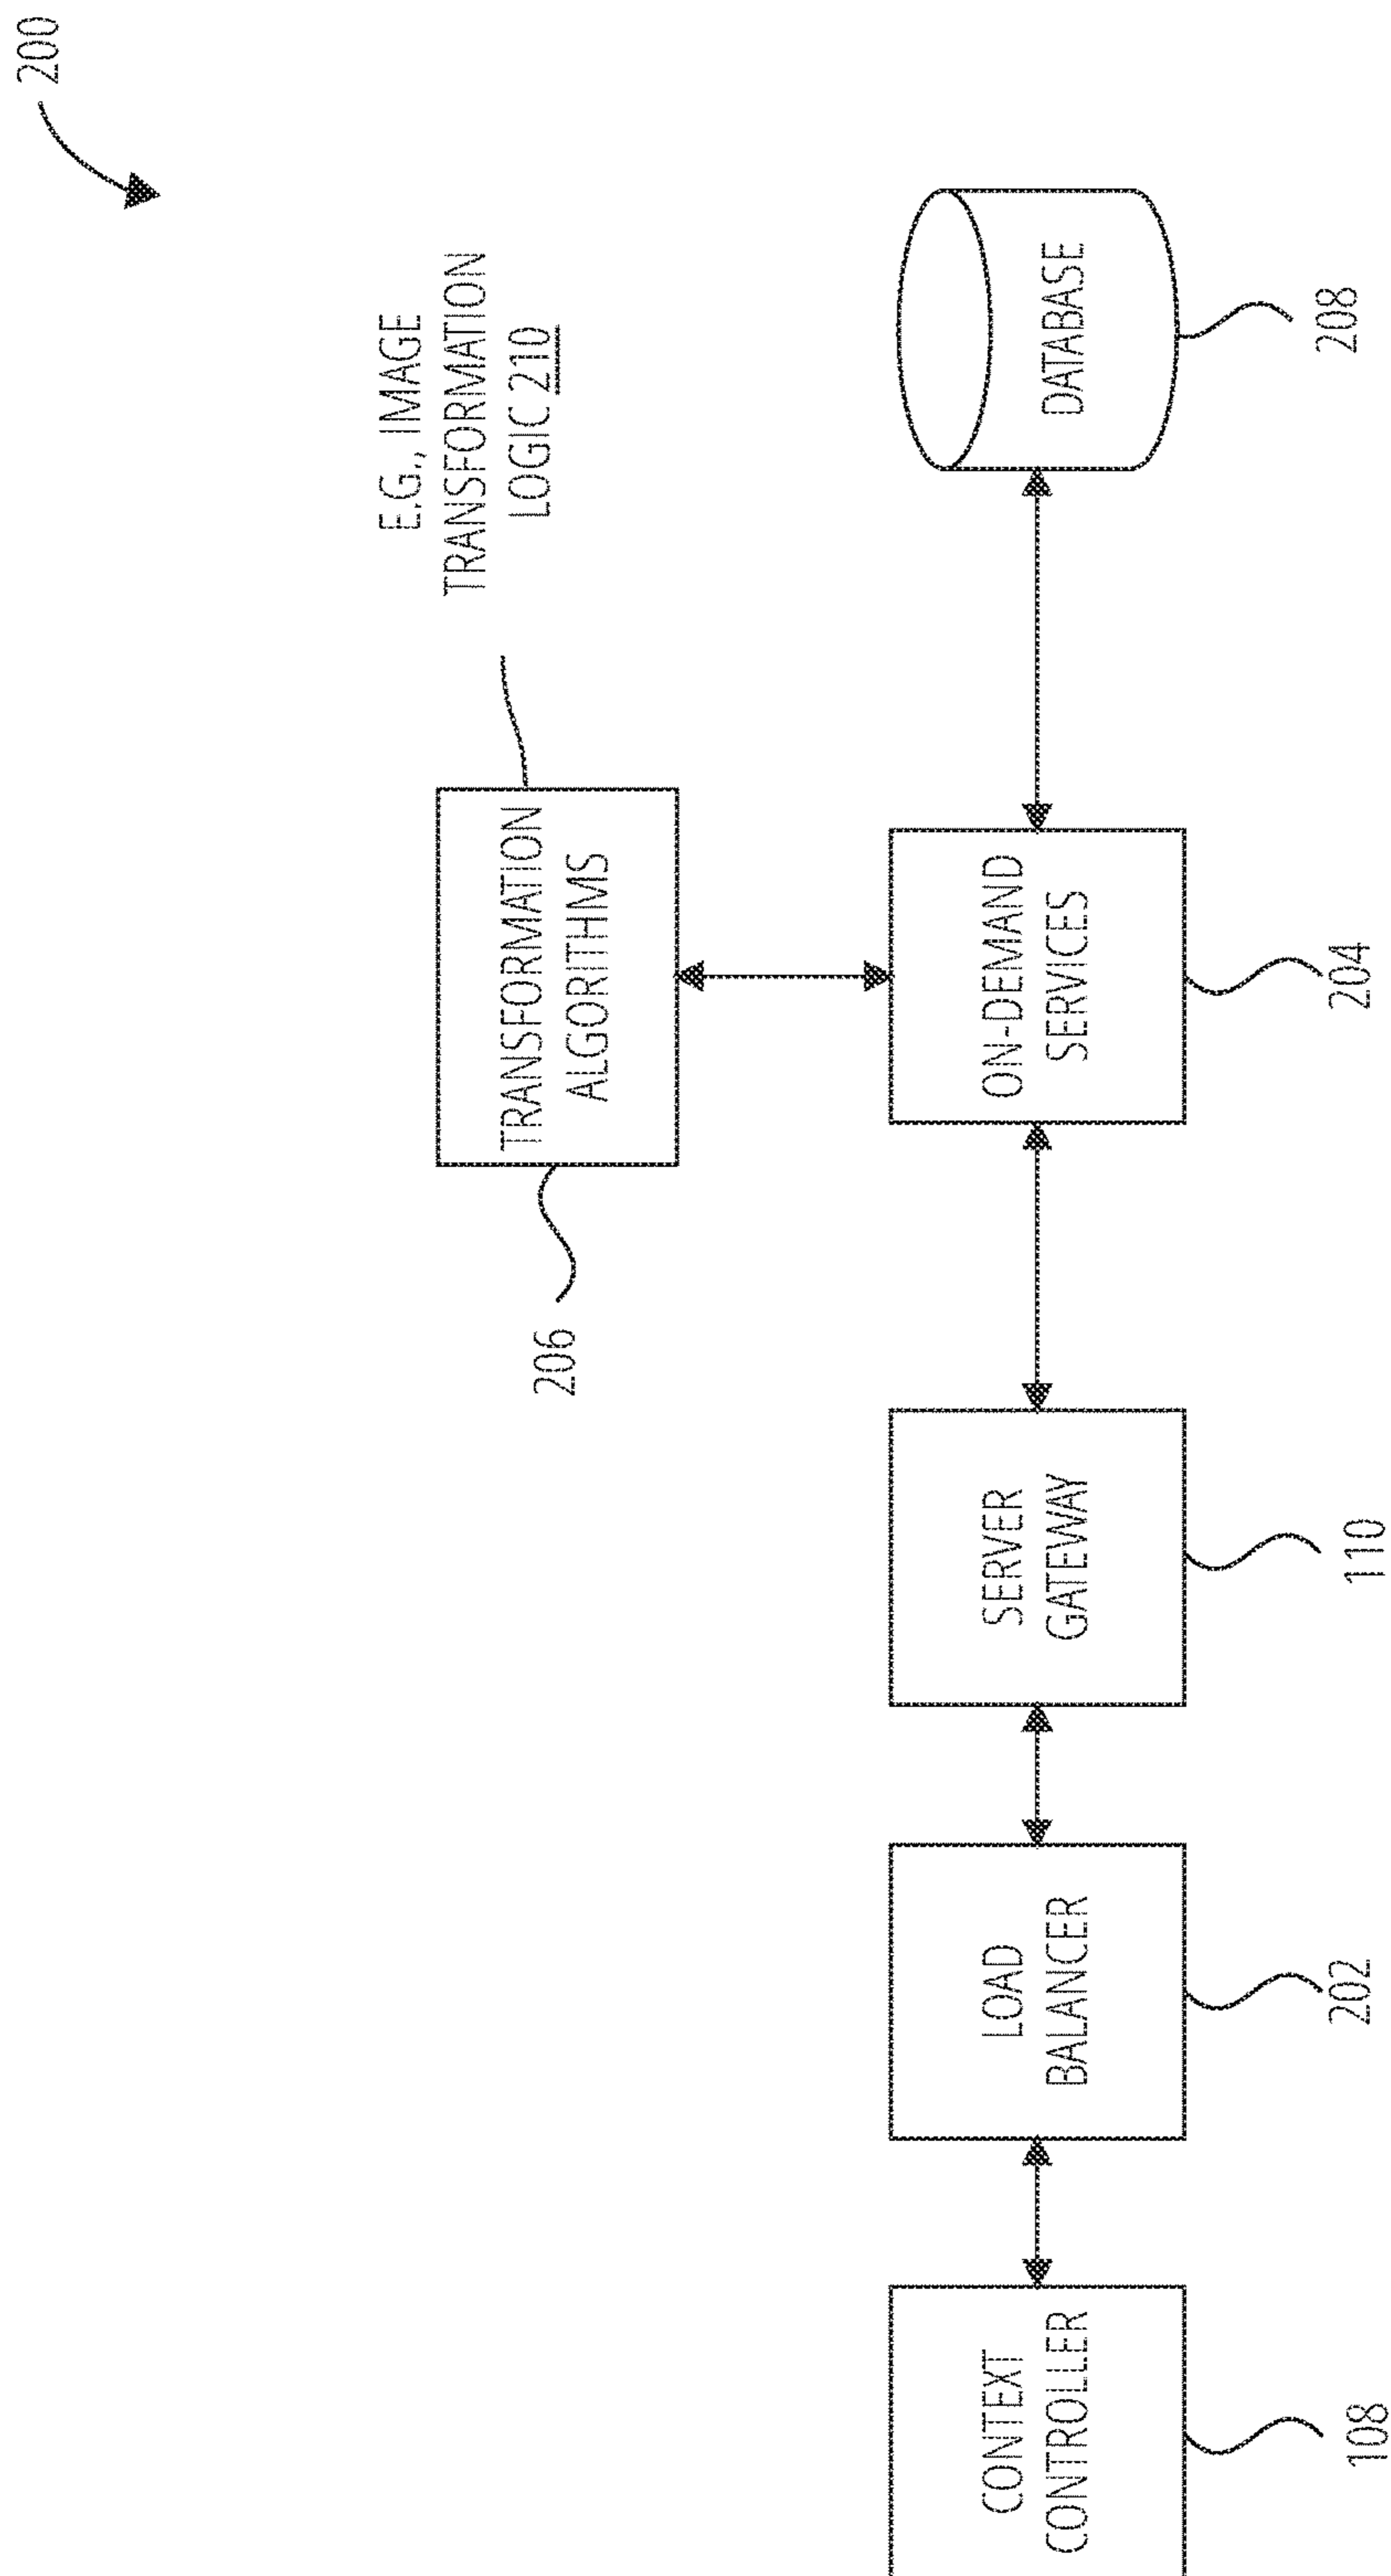 200
E.G., IMAGE
TRANSFORMATION
LOGIC 210
TRANSFORMATION
ALGORITHMS
206
CONTEXT
CONTROLLER
LOAD
BALANCER
SERVER
GATEWAY
ON-DEMAND
SERVICES
DATABASE
108
202
110
204
208